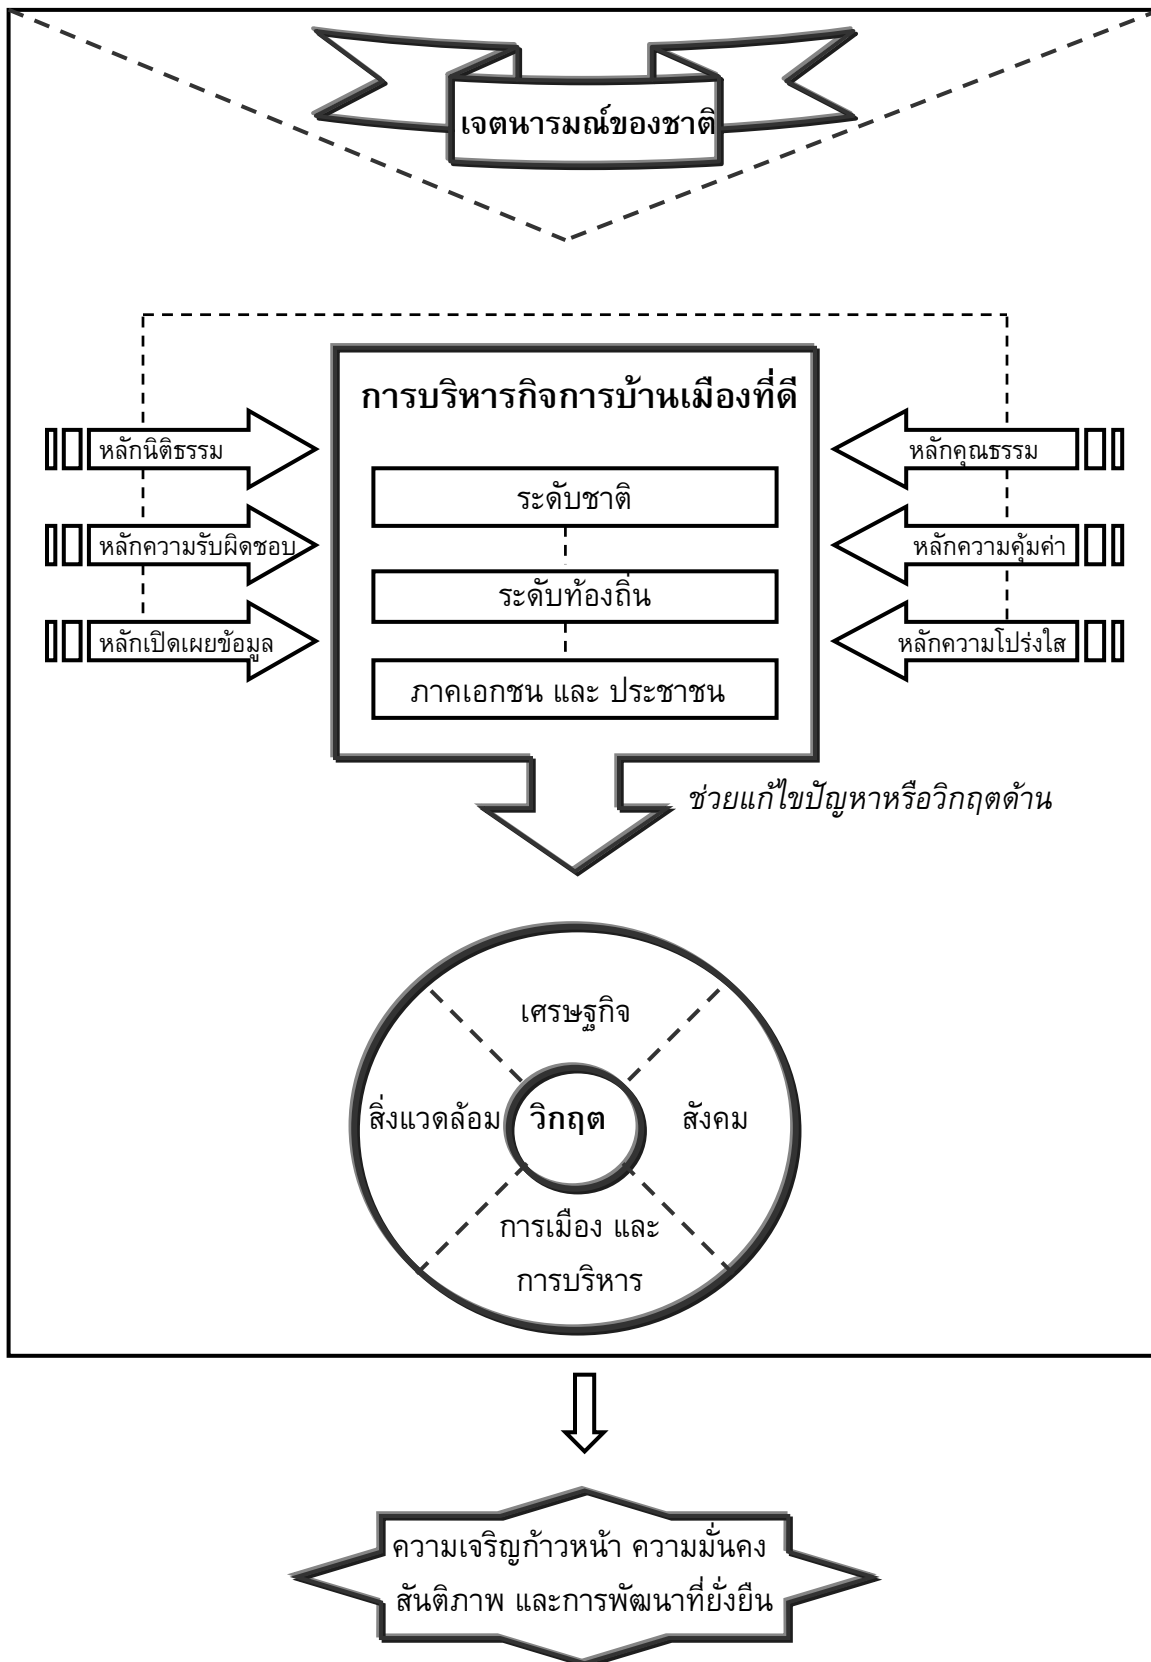 เจตนารมณ์ของชาติ
การบริหารกิจการบ้านเมืองที่ดี
หลักนิติธรรม
หลักคุณธรรม
ระดับชาติ
หลักความรับผิดชอบ
หลักความคุ้มค่า
ระดับท้องถิ่น
หลักเปิดเผยข้อมูล
หลักความโปร่งใส
ภาคเอกชน และ ประชาชน
ช่วยแก้ไขปัญหาหรือวิกฤตด้าน
เศรษฐกิจ
สิ่งแวดล้อม
วิกฤต
สังคม
การเมือง และ
การบริหาร
ความเจริญก้าวหน้า ความมั่นคง
สันติภาพ และการพัฒนาที่ยั่งยืน